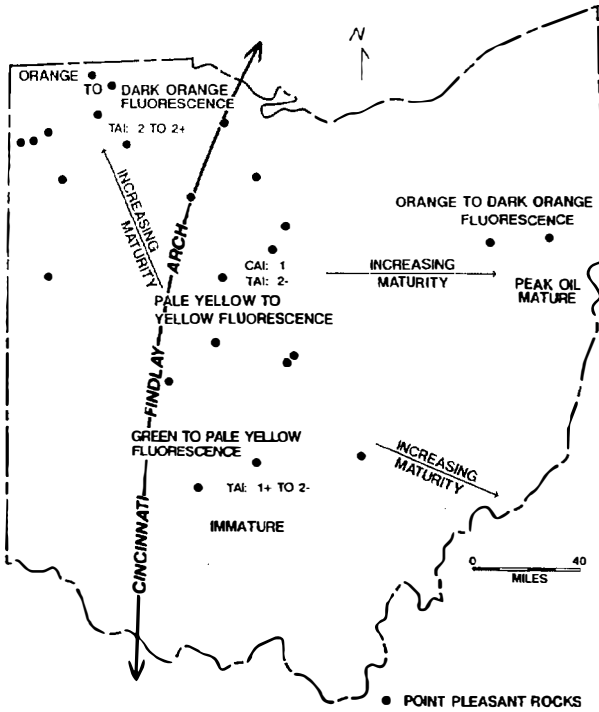 N
ORANGE
TO DARK ORANGE
FLUORESCENCE
TAI: 2 TO 2+
INCREASING
MATURITY
ORANGE TO DARK ORANGE
FLUORESCENCE
CAI: 1
TAI: 2-
INCREASING
MATURITY
PEAK OIL
MATURE
PALE YELLOW TO
YELLOW FLUORESCENCE
CINCINNATI FINDLAY ARCH
GREEN TO PALE YELLOW
FLUORESCENCE
INCREASING
MATURITY
TAI: 1+ TO 2-
IMMATURE
0 40
MILES
POINT PLEASANT ROCKS